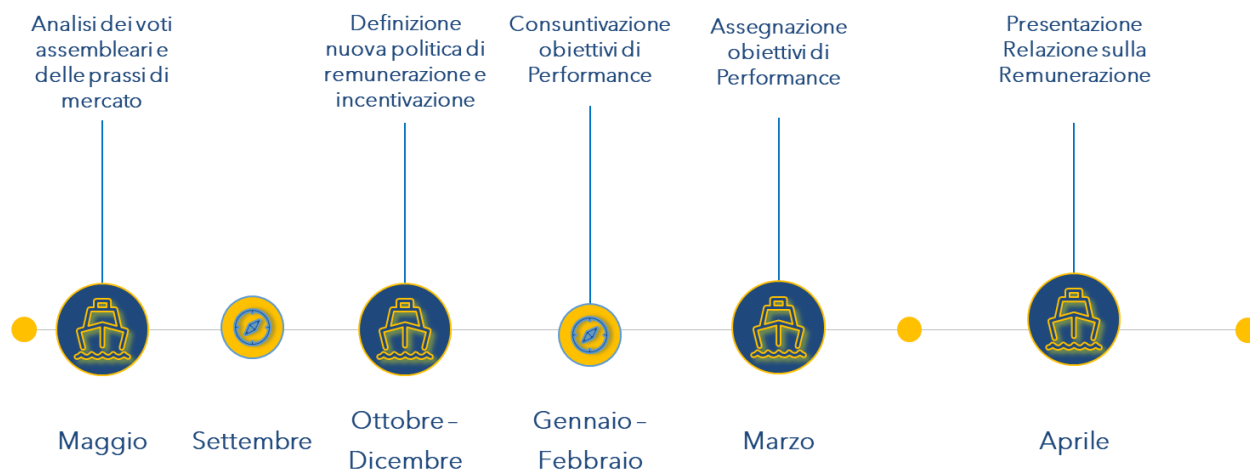 Analisi dei voti
assembleari e
delle prassi di
mercato
Definizione
nuova politica di
remunerazione e
incentivazione
Consuntivazione
obiettivi di
Performance
Assegnazione
obiettivi di
Performance
Presentazione
Relazione sulla
Remunerazione
Maggio
Settembre
Ottobre –
Dicembre
Gennaio –
Febbraio
Marzo
Aprile